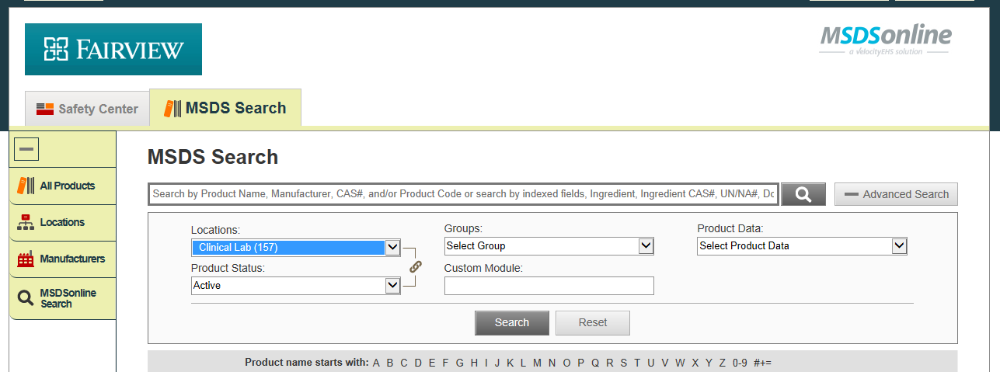 FAIRVIEW
MSDSonline
a VelocityEHS solution
Safety Center
MSDS Search
All Products
Locations
Manufacturers
MSDSonline
Search
MSDS Search
Search by Product Name, Manufacturer, CAS#, and/or Product Code or search by indexed fields, Ingredient, Ingredient CAS#, UN/NA#, Dc
Advanced Search
Locations:
Clinical Lab (157)
Groups:
Select Group
Product Data:
Select Product Data
Product Status:
Active
Custom Module:
Search
Reset
Product name starts with: A B C D E F G H I J K L M N O P Q R S T U V W X Y Z 0-9 #+=